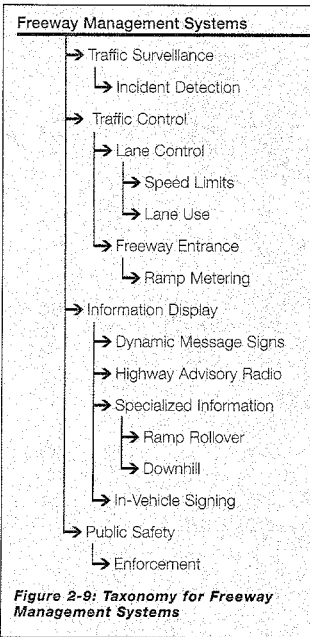 Freeway Management Systems
Traffic Surveillance
Incident Detection
Traffic Control
Lane Control
Speed Limits
Lane Use
Freeway Entrance
Ramp Metering
Information Display
Dynamic Message Signs
Highway Advisory Radio
Specialized Information
Ramp Rollover
Downhill
In-Vehicle Signing
Public Safety
Enforcement
Figure 2-9: Taxonomy for Freeway
Management Systems